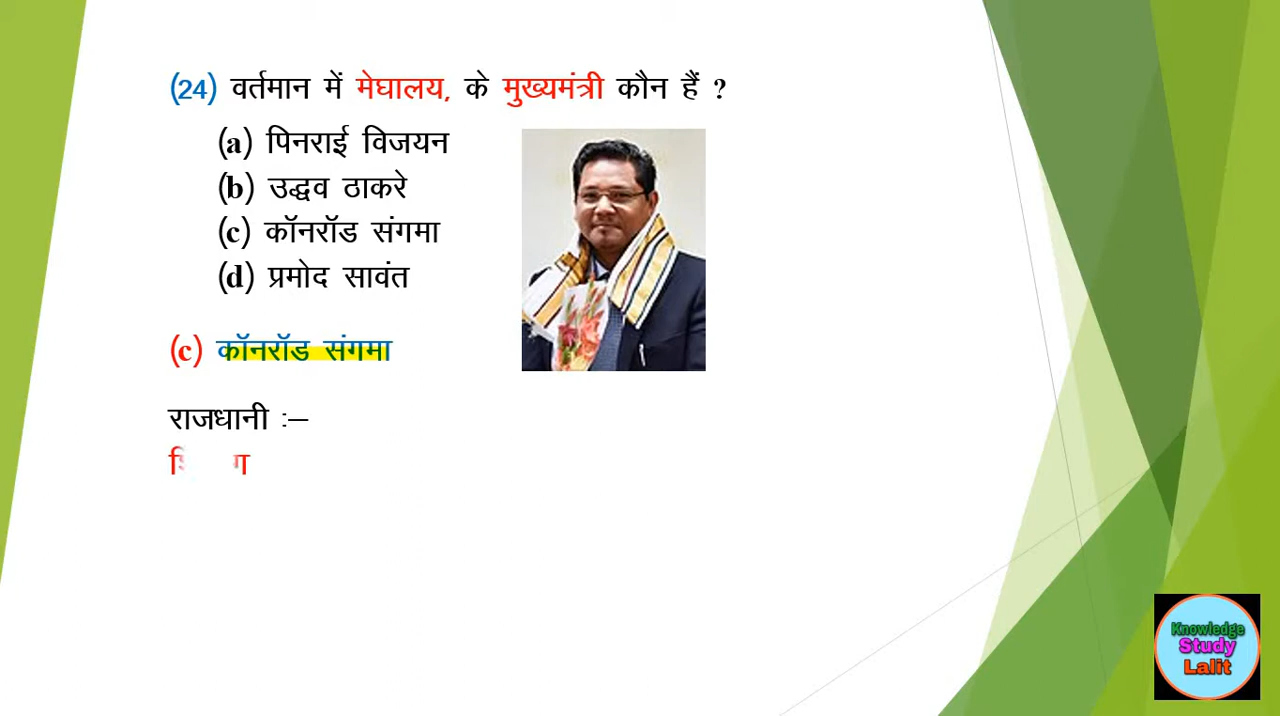 (24) वर्तमान में मेघालय, के मुख्यमंत्री कौन हैं ?
(a) पिनराई विजयन
(b) उद्धव ठाकरे
(c) कॉनरॉड संगमा
(d) प्रमोद सावंत
(c) कॉनरॉड संगमा
राजधानी :–
Knowledge
Study
Lalit